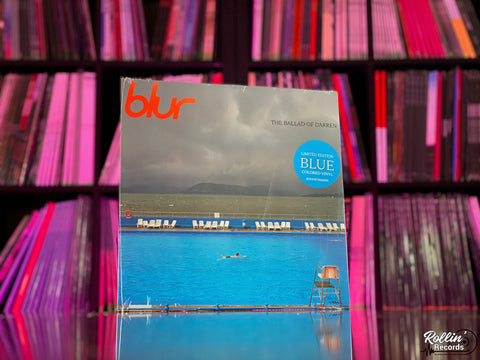 blur
THE BALLAD OF DARREN
LIMITED EDITION
BLUE
COLORED VINYL
Rollin'
Records